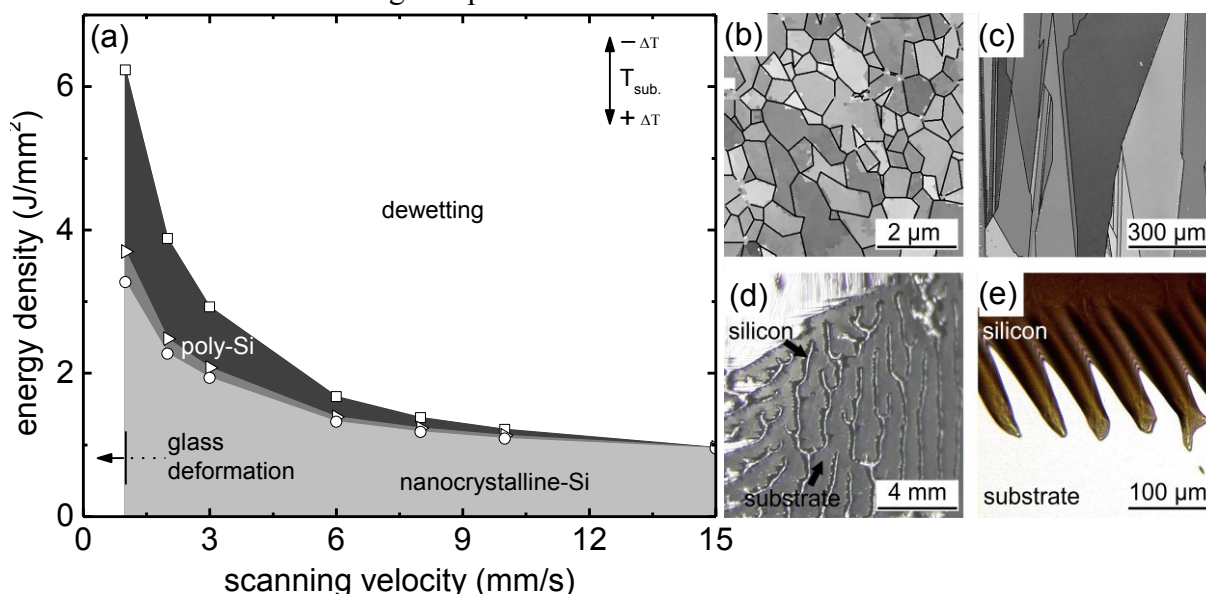 (a)
energy density (J/mm²)
6
4
2
0
− ΔT
T sub.
+ ΔT
dewetting
poly-Si
glass
deformation
nanocrystalline-Si
0
3
6
9
12
15
scanning velocity (mm/s)
(b)
2 µm
(c)
300 µm
(d)
silicon
substrate
4 mm
(e)
silicon
substrate
100 µm